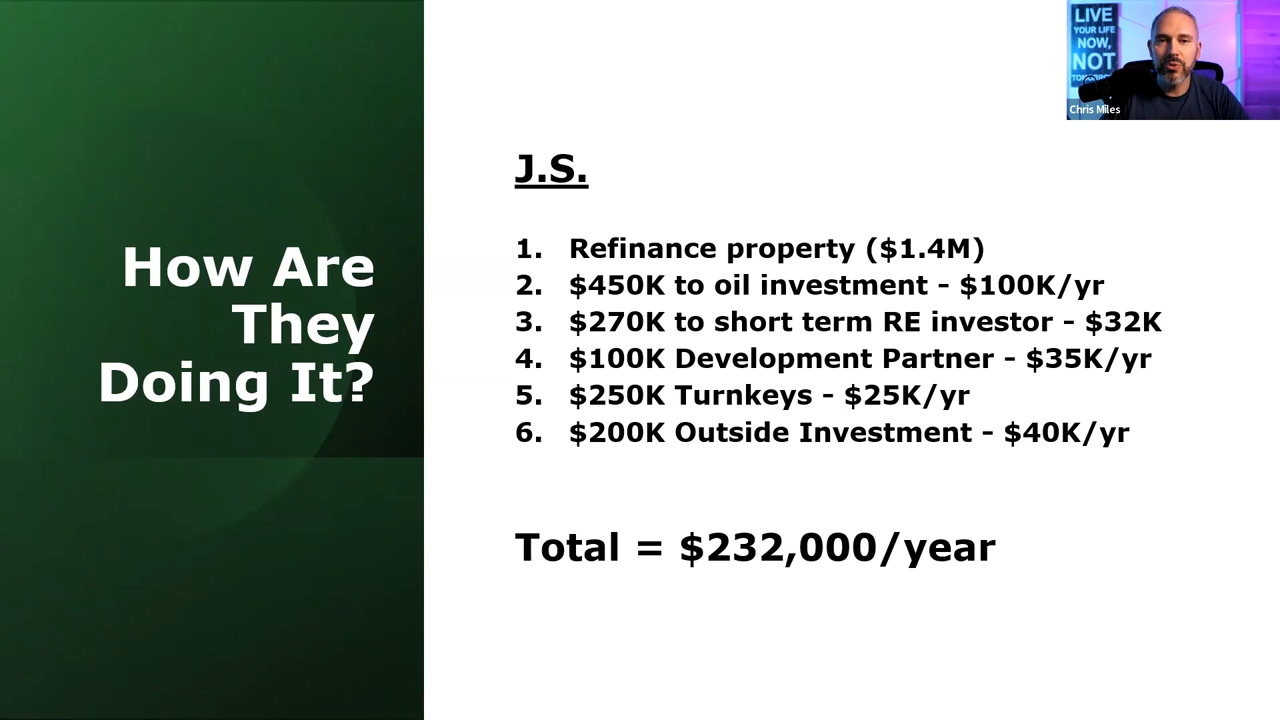 How Are
They
Doing It?
J.S.
1. Refinance property ($1.4M)
2. $450K to oil investment – $100K/yr
3. $270K to short term RE investor – $32K
4. $100K Development Partner – $35K/yr
5. $250K Turnkeys – $25K/yr
6. $200K Outside Investment – $40K/yr
Total = $232,000/year
LIVE
YOUR LIFE
NOW,
NOT
Chris Miles